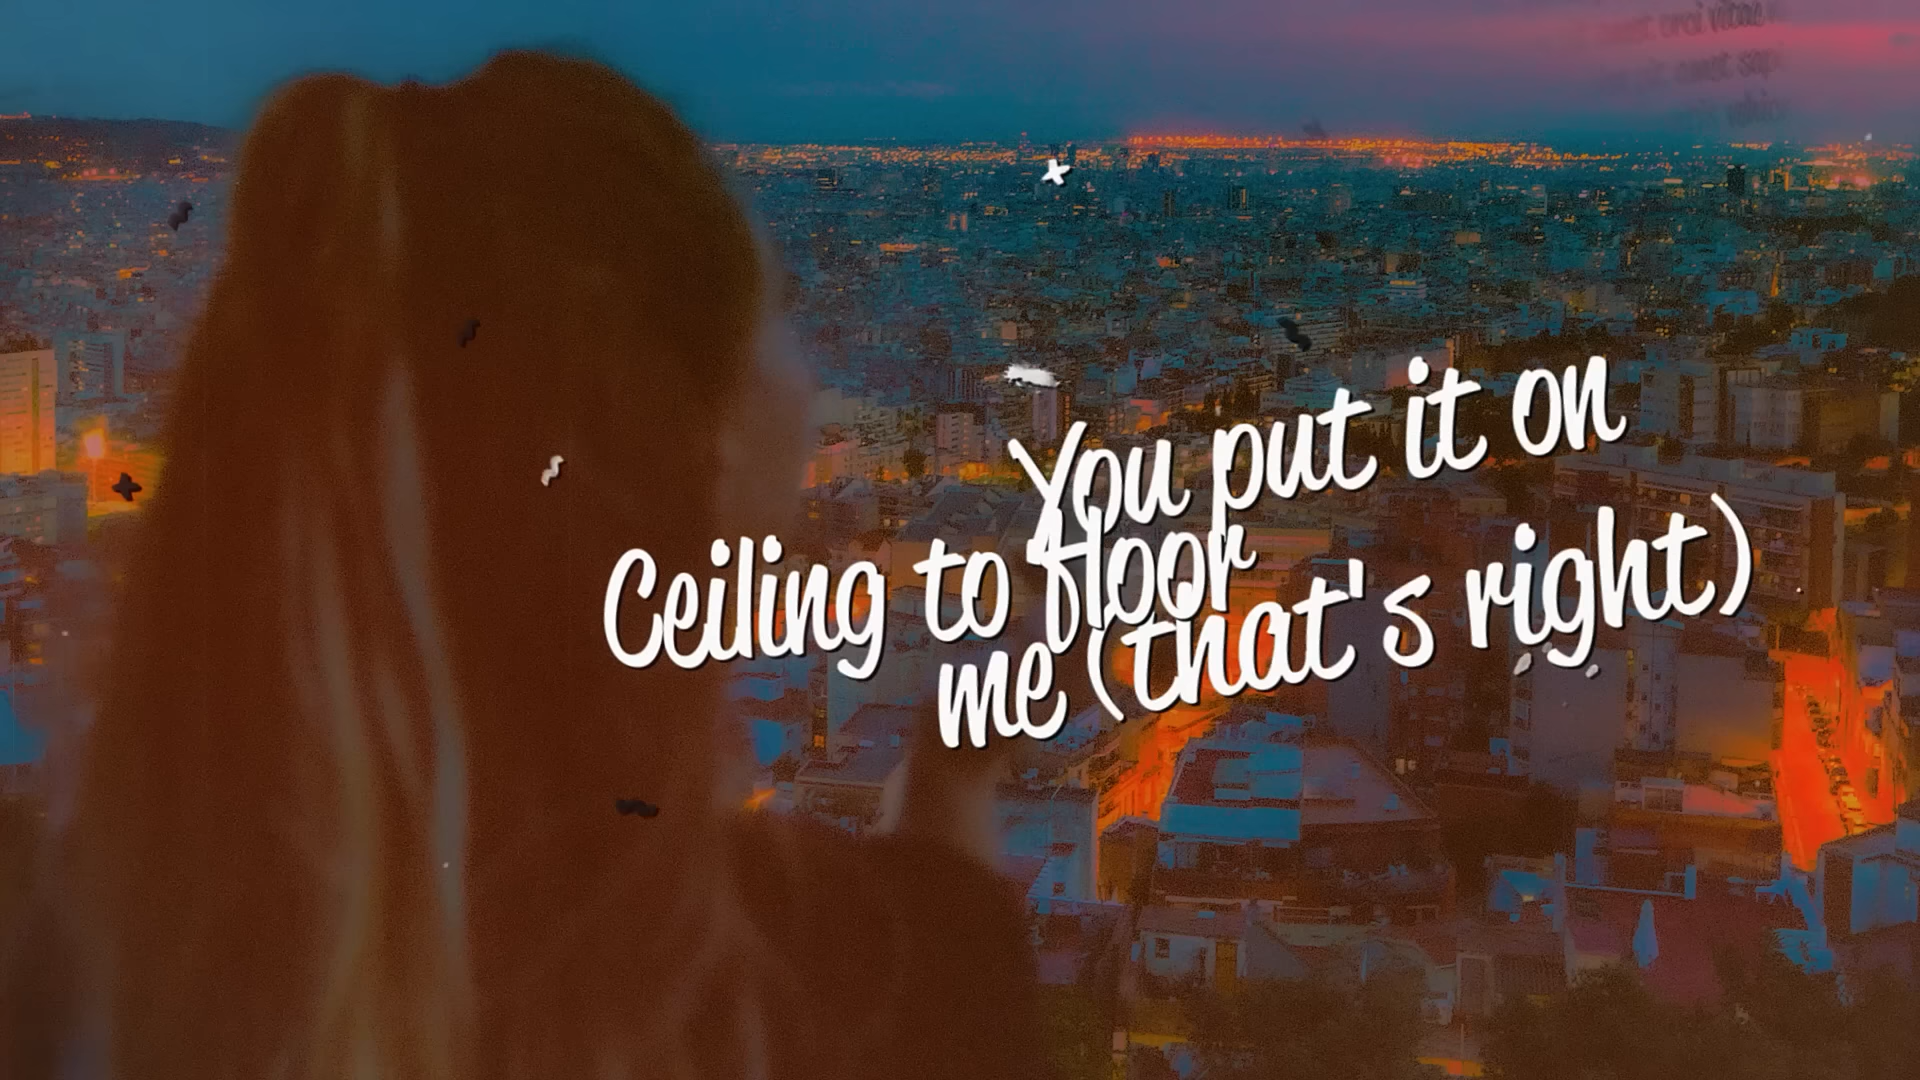 You put it on
Ceiling to floor
me (that's right)